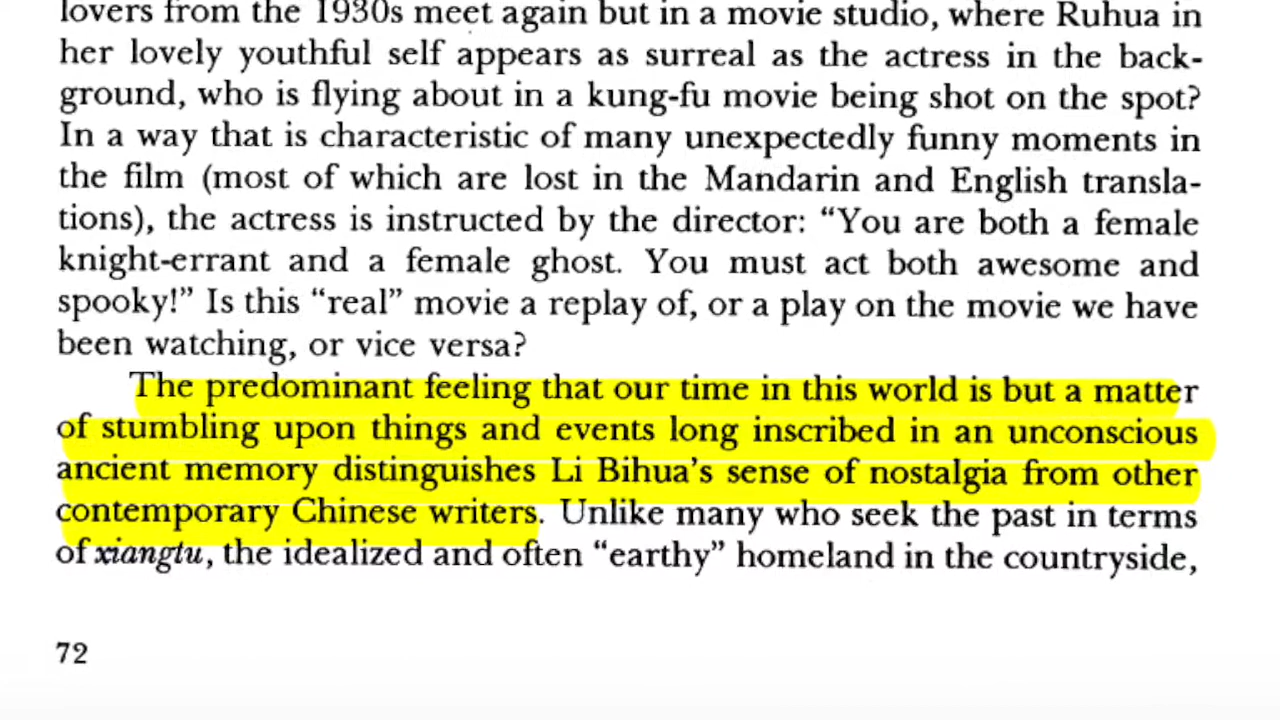 lovers from the 1930s meet again but in a movie studio, where Ruhua in
her lovely youthful self appears as surreal as the actress in the back-
ground, who is flying about in a kung-fu movie being shot on the spot?
In a way that is characteristic of many unexpectedly funny moments in
the film (most of which are lost in the Mandarin and English transla-
tions), the actress is instructed by the director: “You are both a female
knight-errant and a female ghost. You must act both awesome and
spooky!” Is this “real” movie a replay of, or a play on the movie we have
been watching, or vice versa?
The predominant feeling that our time in this world is but a matter
of stumbling upon things and events long inscribed in an unconscious
ancient memory distinguishes Li Bihua’s sense of nostalgia from other
contemporary Chinese writers. Unlike many who seek the past in terms
of xiangtu, the idealized and often “earthy” homeland in the countryside,
72